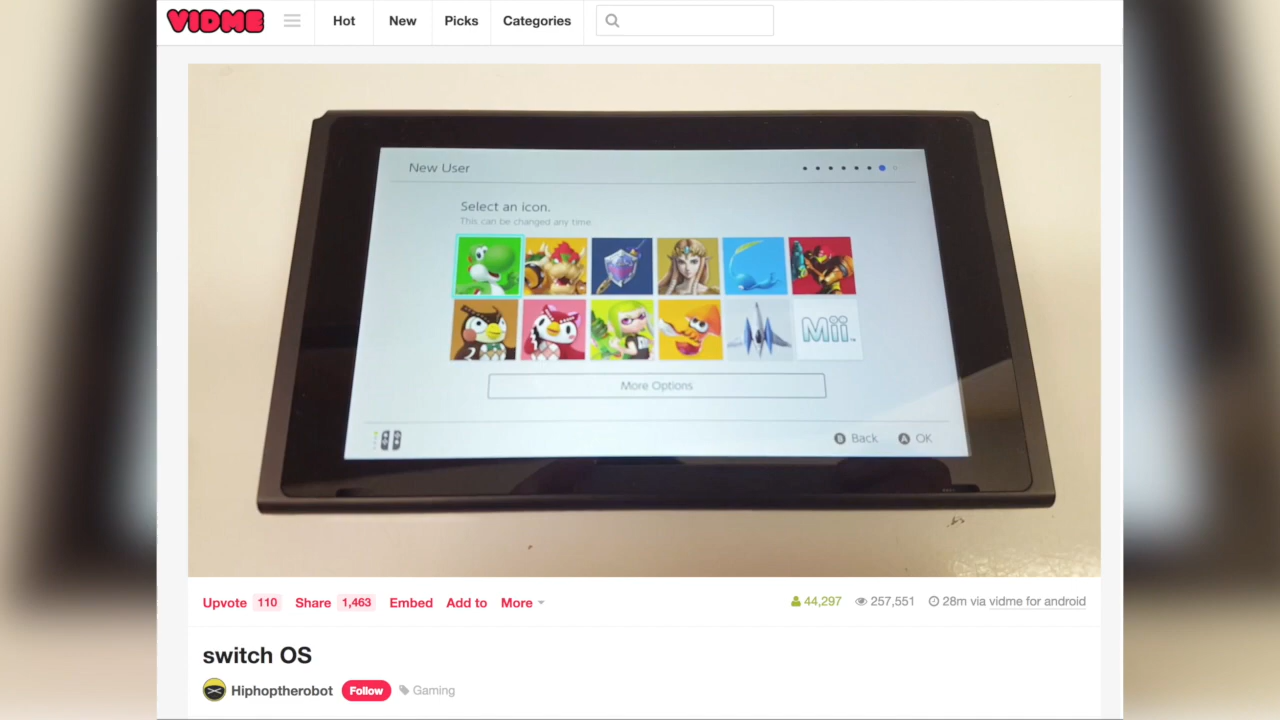 VIDME
Hot New Picks Categories
New User
Select an icon.
This can be changed any time.
Mii
More Options
B Back A OK
Upvote 110 Share 1,463 Embed Add to More
44,297 257,551 28m via vidme for android
switch OS
Hiphoptherobot Follow Gaming